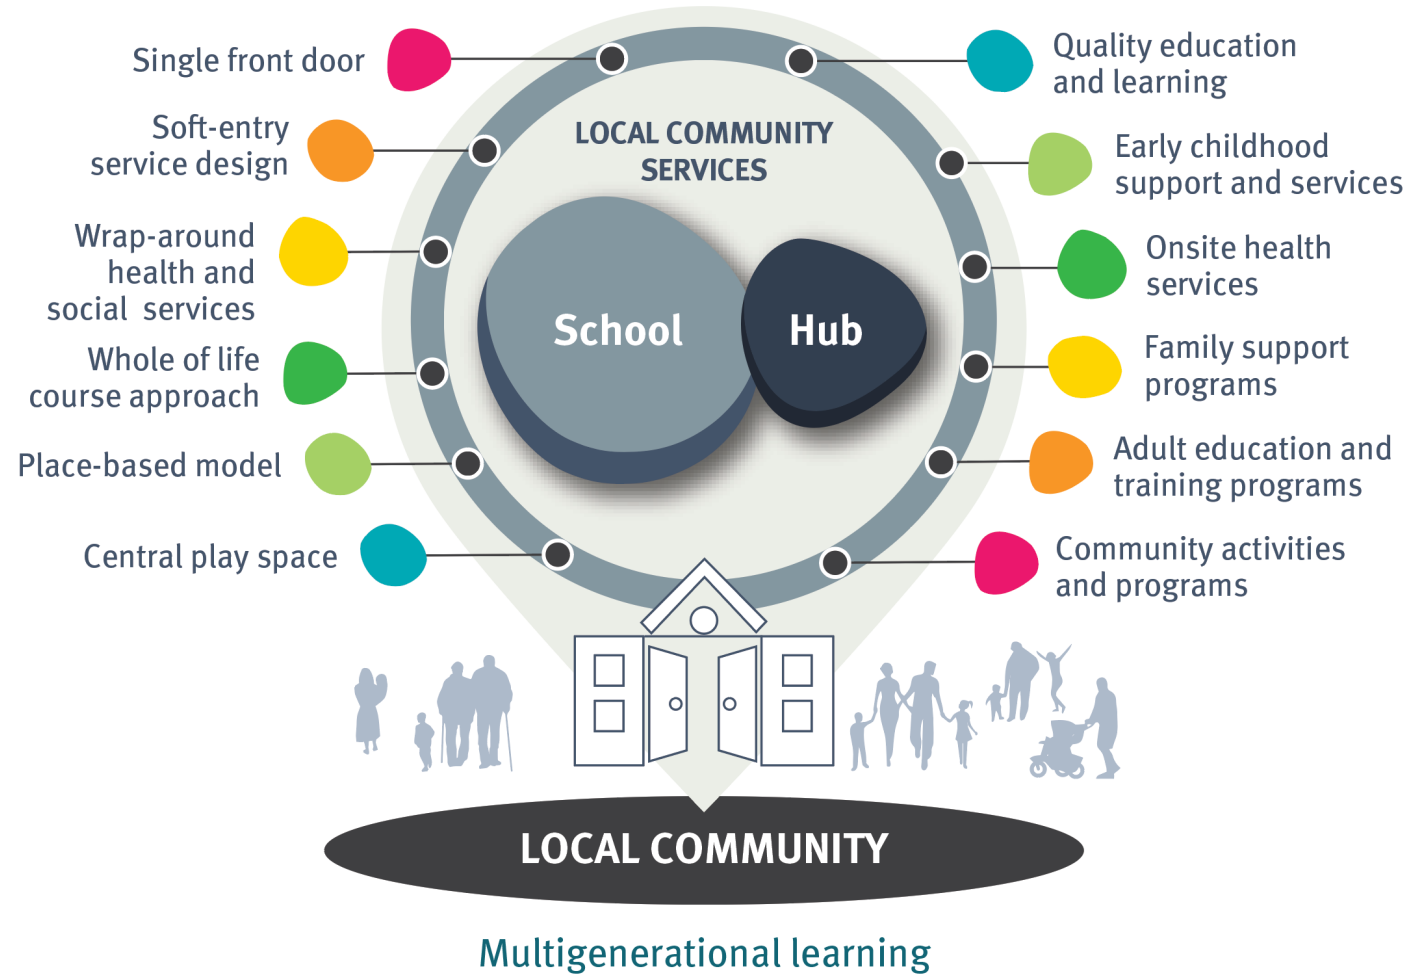 Single front door
Soft-entry
service design
Wrap-around
health and
social  services
Whole of life
course approach
Place-based model
Central play space
LOCAL COMMUNITY
SERVICES
School
Hub
Quality education
and learning
Early childhood
support and services
Onsite health
services
Family support
programs
Adult education and
training programs
Community activities
and programs
LOCAL COMMUNITY
Multigenerational learning